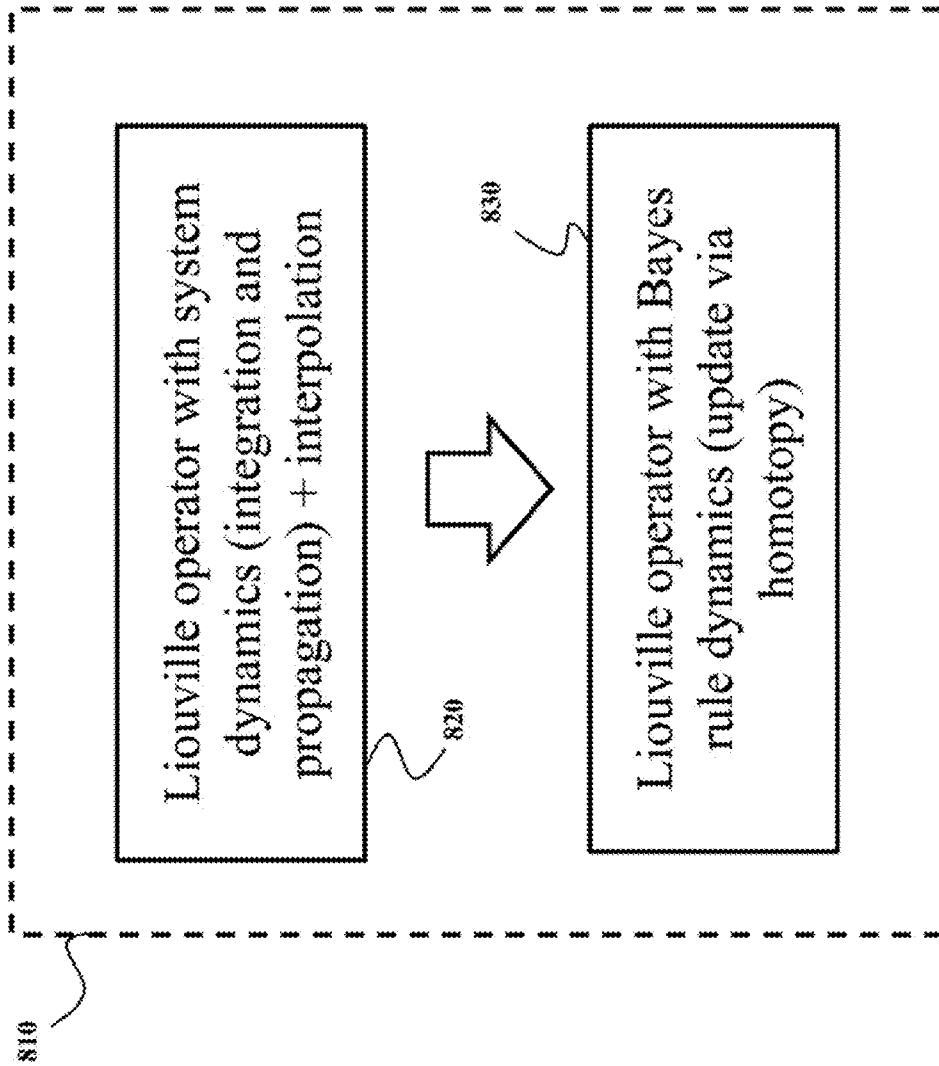 810
Liouville operator with system
dynamics (integration and
propagation) + interpolation
820
830
Liouville operator with Bayes
rule dynamics (update via
homotopy)